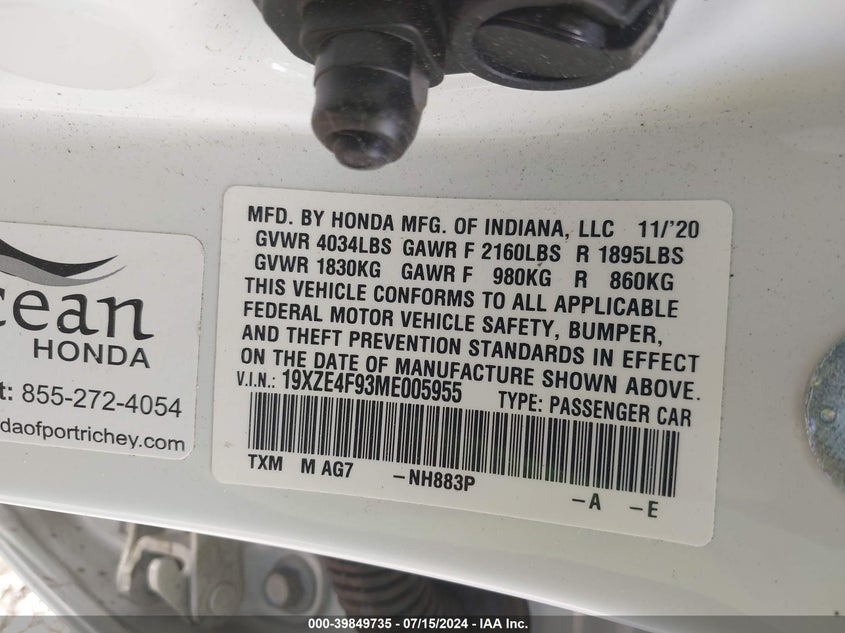 MFD. BY HONDA MFG. OF INDIANA, LLC 11/'20
GVWR 4034LBS GAWR F 2160LBS R 1895LBS
GVWR 1830KG GAWR F 980KG R 860KG
THIS VEHICLE CONFORMS TO ALL APPLICABLE
FEDERAL MOTOR VEHICLE SAFETY, BUMPER,
AND THEFT PREVENTION STANDARDS IN EFFECT
ON THE DATE OF MANUFACTURE SHOWN ABOVE.
V.I.N.: 19XZE4F93ME005955 TYPE: PASSENGER CAR
TXM M AG7 -NH883P -A -E
cean
HONDA
t: 855-272-4054
daofportrichey.com
000-39849735 - 07/15/2024 - IAA Inc.